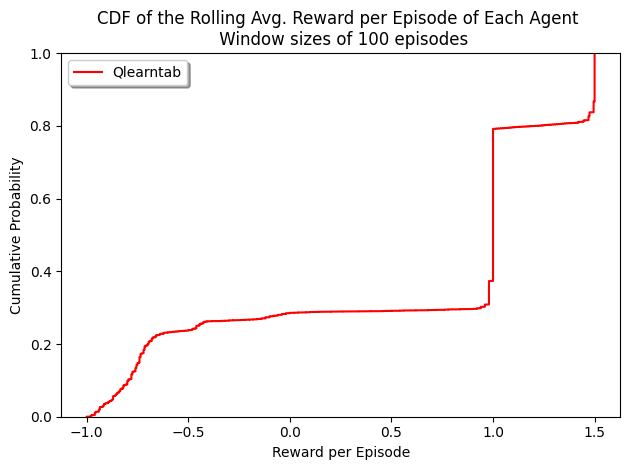 CDF of the Rolling Avg. Reward per Episode of Each Agent
Window sizes of 100 episodes
Qlearntab
1.0
0.8
0.6
0.4
0.2
0.0
Cumulative Probability
−1.0 −0.5 0.0 0.5 1.0 1.5
Reward per Episode